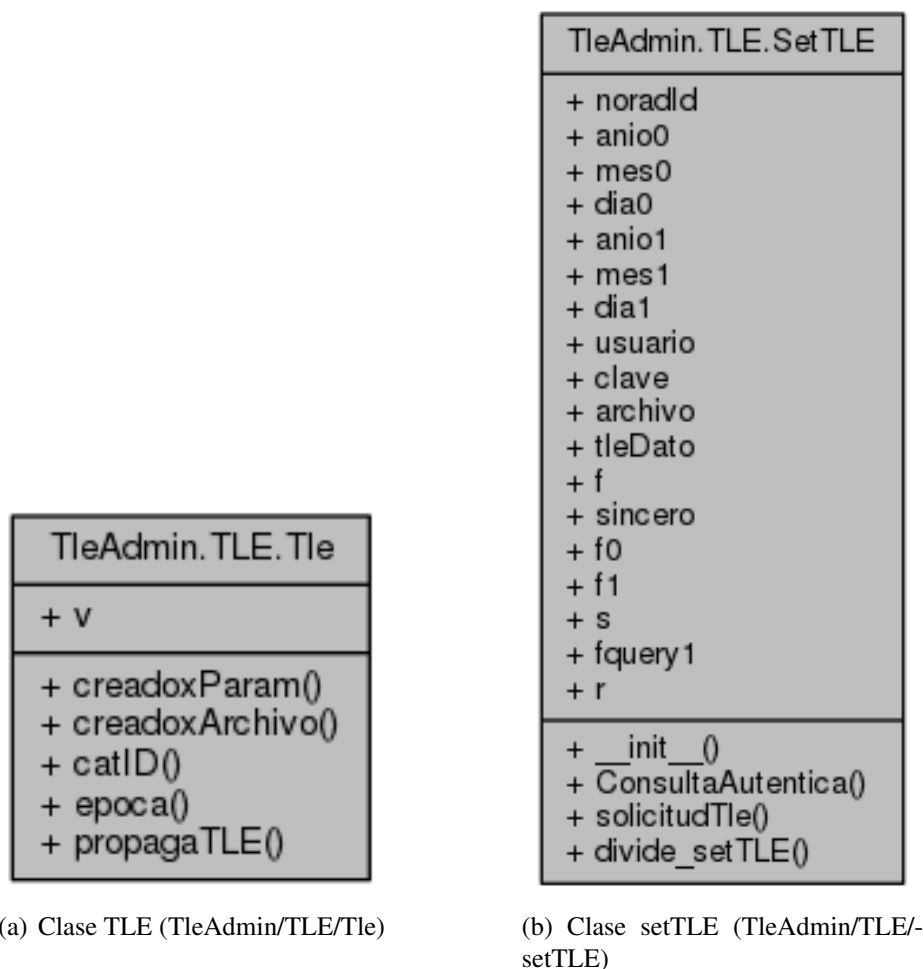 TleAdmin.TLE.Tle
+ v
+ creadoxParam()
+ creadoxArchivo()
+ catID()
+ epoca()
+ propagaTLE()
(a) Clase TLE (TleAdmin/TLE/Tle)
TleAdmin.TLE.SetTLE
+ noradId
+ anio0
+ mes0
+ dia0
+ anio1
+ mes1
+ dia1
+ usuario
+ clave
+ archivo
+ tleDato
+ f
+ sincero
+ f0
+ f1
+ s
+ fquery1
+ r
+ __init__()
+ ConsultaAutentica()
+ solicitudTle()
+ divide_setTLE()
(b) Clase setTLE (TleAdmin/TLE/-
setTLE)